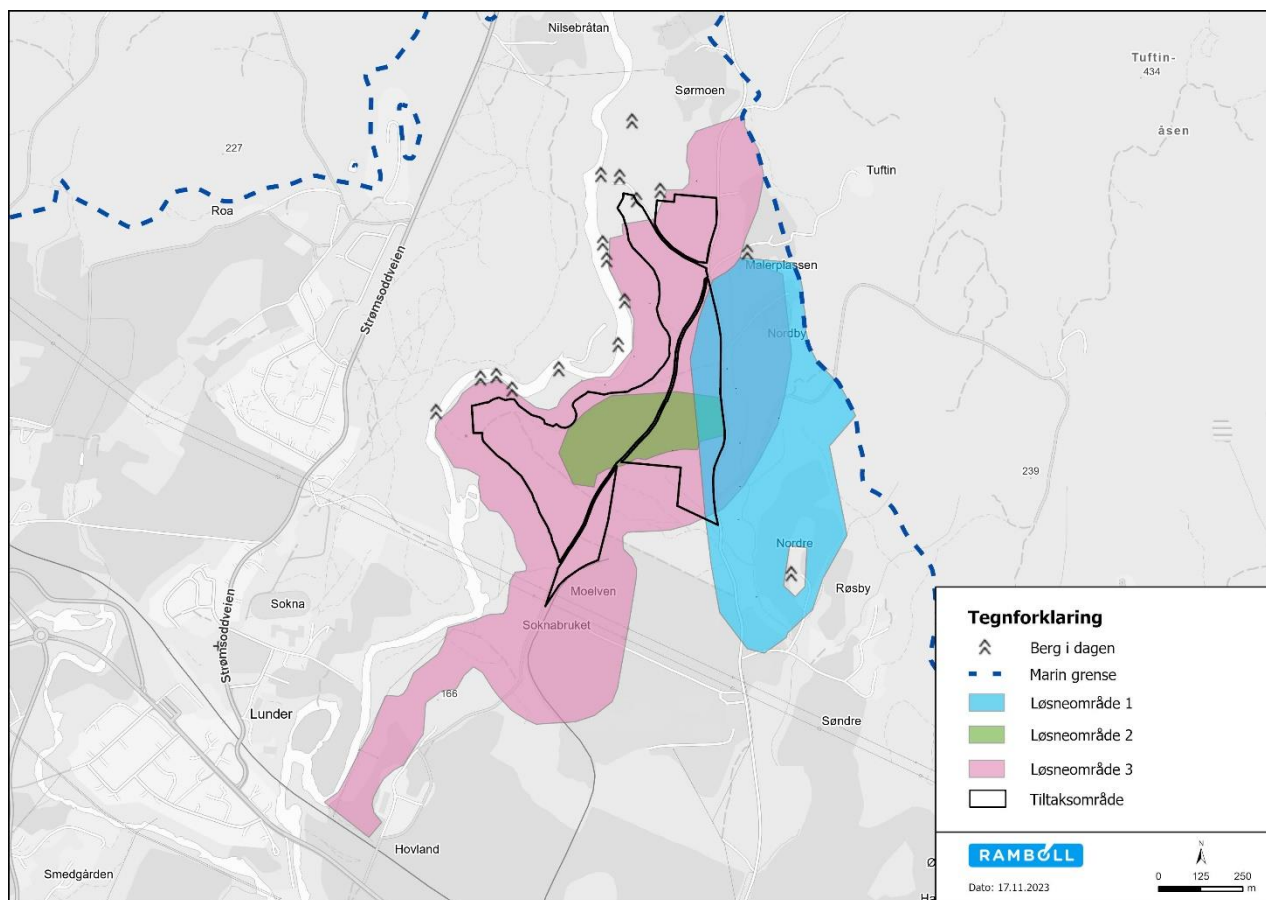 Nilsebråtan
Tuftin-
434
Sørmoen
åsen
227
Tuftin
Roa
Strømsoddveien
Malerplassen
Nordby
239
Nordre
Røsby
Moelven
Sokna
Soknabruket
Strømsoddveien
166
Lunder
Søndre
Hovland
Smedgården
Tegnforklaring
Berg i dagen
Marin grense
Løsneområde 1
Løsneområde 2
Løsneområde 3
Tiltaksområde
RAMBOLL
N
0 125 250
m
Dato: 17.11.2023